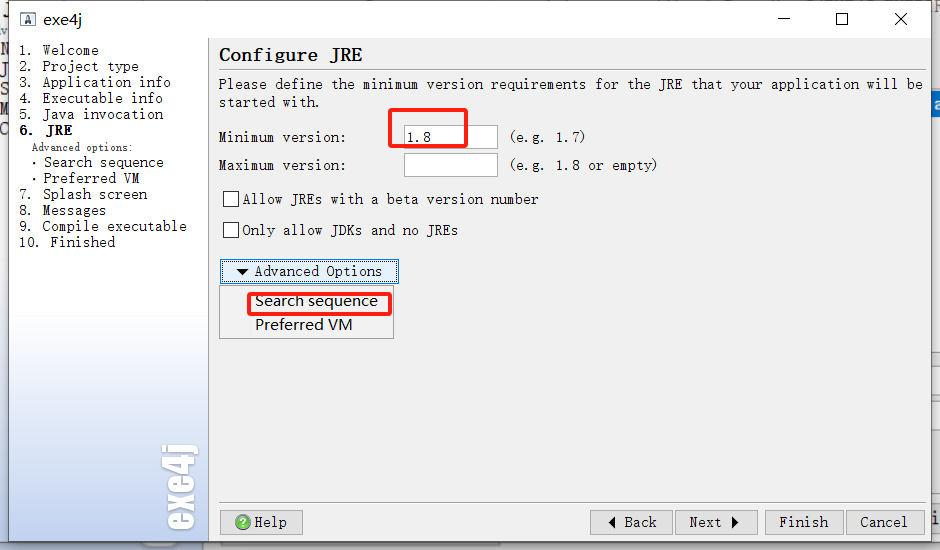 exe4j
1. Welcome
2. Project type
3. Application info
4. Executable info
5. Java invocation
6. JRE
Advanced options:
· Search sequence
· Preferred VM
7. Splash screen
8. Messages
9. Compile executable
10. Finished
exe4j
Configure JRE
Please define the minimum version requirements for the JRE that your application will be
started with.
Minimum version: 1.8 (e.g. 1.7)
Maximum version: (e.g. 1.8 or empty)
Allow JREs with a beta version number
Only allow JDKs and no JREs
Advanced Options
Search sequence
Preferred VM
Help Back Next Finish Cancel